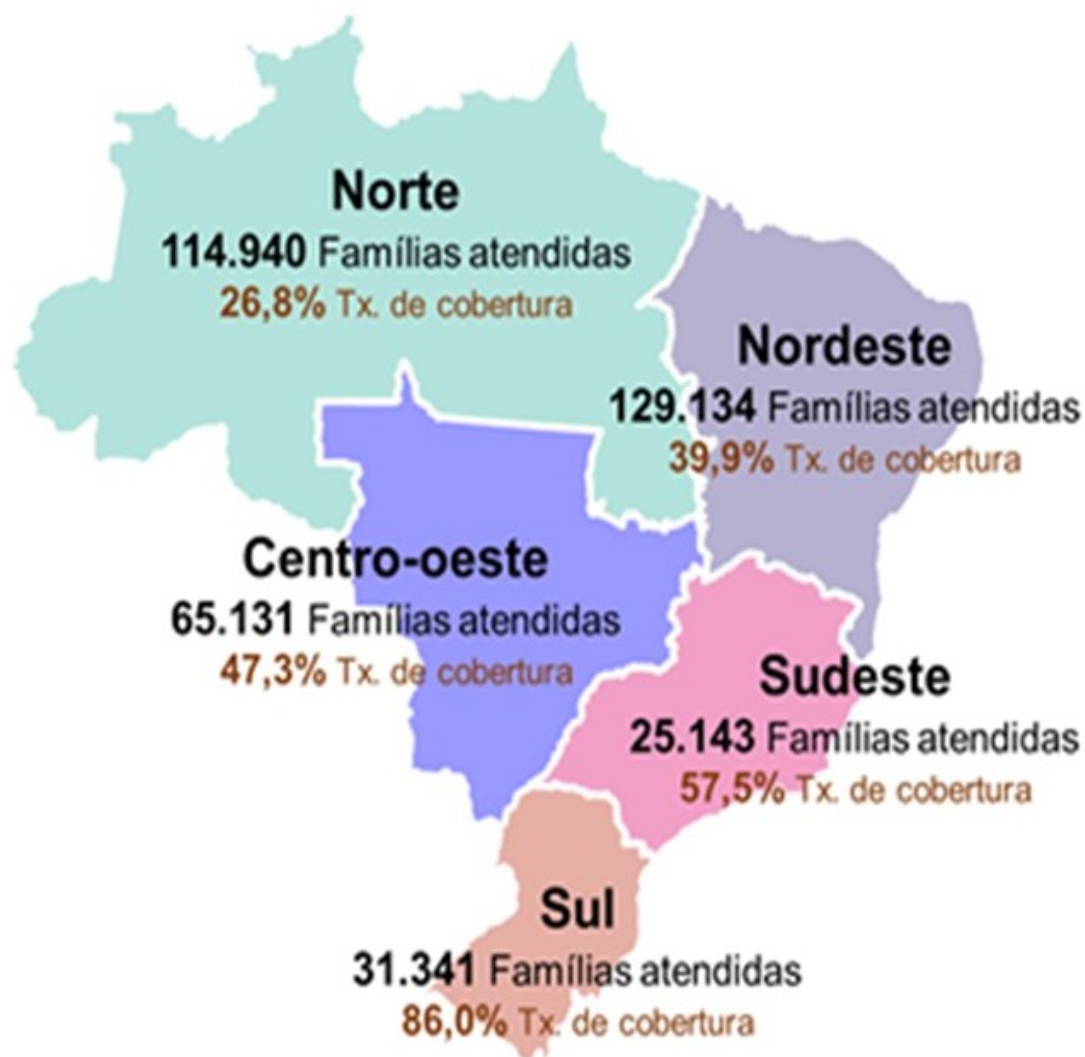 Norte
114.940 Famílias atendidas
26,8% Tx. de cobertura
Nordeste
129.134 Famílias atendidas
39,9% Tx. de cobertura
Centro-oeste
65.131 Famílias atendidas
47,3% Tx. de cobertura
Sudeste
25.143 Famílias atendidas
57,5% Tx. de cobertura
Sul
31.341 Famílias atendidas
86,0% Tx. de cobertura